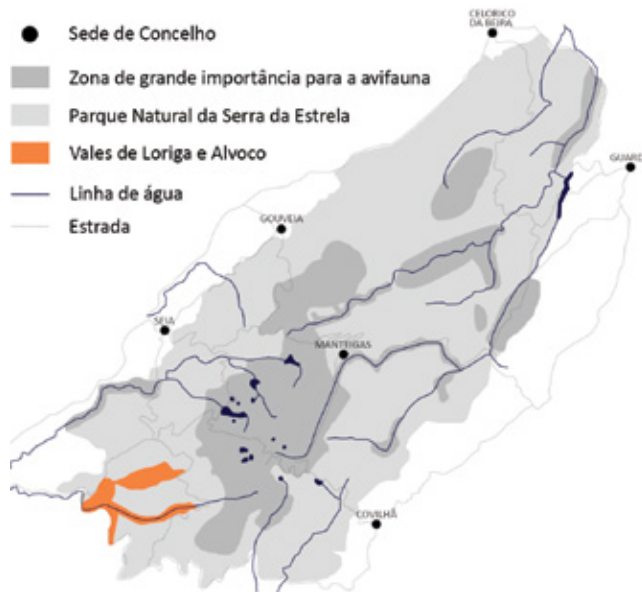 Sede de Concelho
Zona de grande importância para a avifauna
Parque Natural da Serra da Estrela
Vales de Loriga e Alvoco
Linha de água
Estrada
CELORICO
DA BEIRA
GUARD
GOUVEIA
SEIA
MANTEIGAS
COVILHÃ